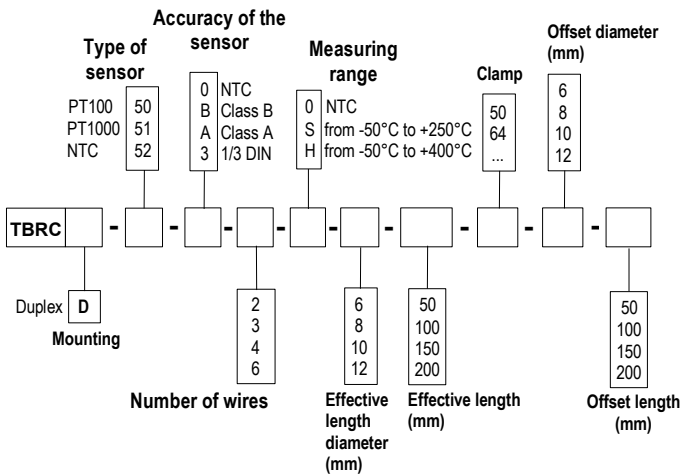 Accuracy of the
sensor
Type of
sensor
Measuring
range
Clamp
Offset diameter
(mm)
PT100 50
PT1000 51
NTC 52
0 NTC
B Class B
A Class A
3 1/3 DIN
0 NTC
S from -50°C to +250°C
H from -50°C to +400°C
50
64
...
6
8
10
12
TBRC - - - - - - - - -
Duplex D
Mounting
2
3
4
6
Number of wires
6
8
10
12
Effective
length
diameter
(mm)
50
100
150
200
Effective length
(mm)
50
100
150
200
Offset length
(mm)